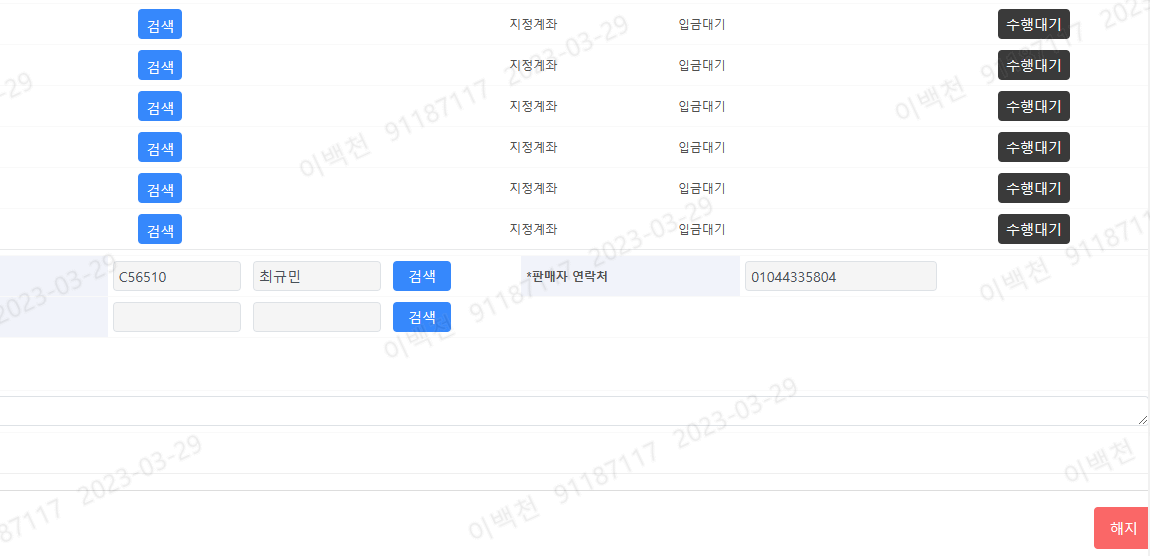 검색 지정계좌 입금대기 수행대기
검색 지정계좌 입금대기 수행대기
검색 지정계좌 입금대기 수행대기
검색 지정계좌 입금대기 수행대기
검색 지정계좌 입금대기 수행대기
검색 지정계좌 입금대기 수행대기
C56510 최규민 검색 *판매자 연락처 01044335804
검색
해지
이백천 91187117 2023-03-29